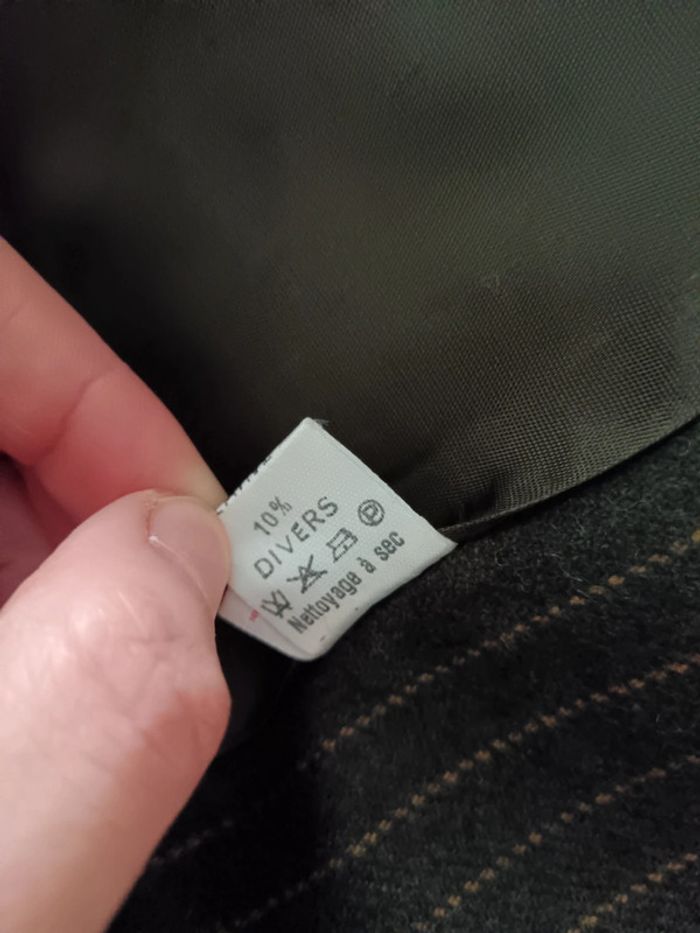 10%
DIVERS
P
Nettoyage à sec